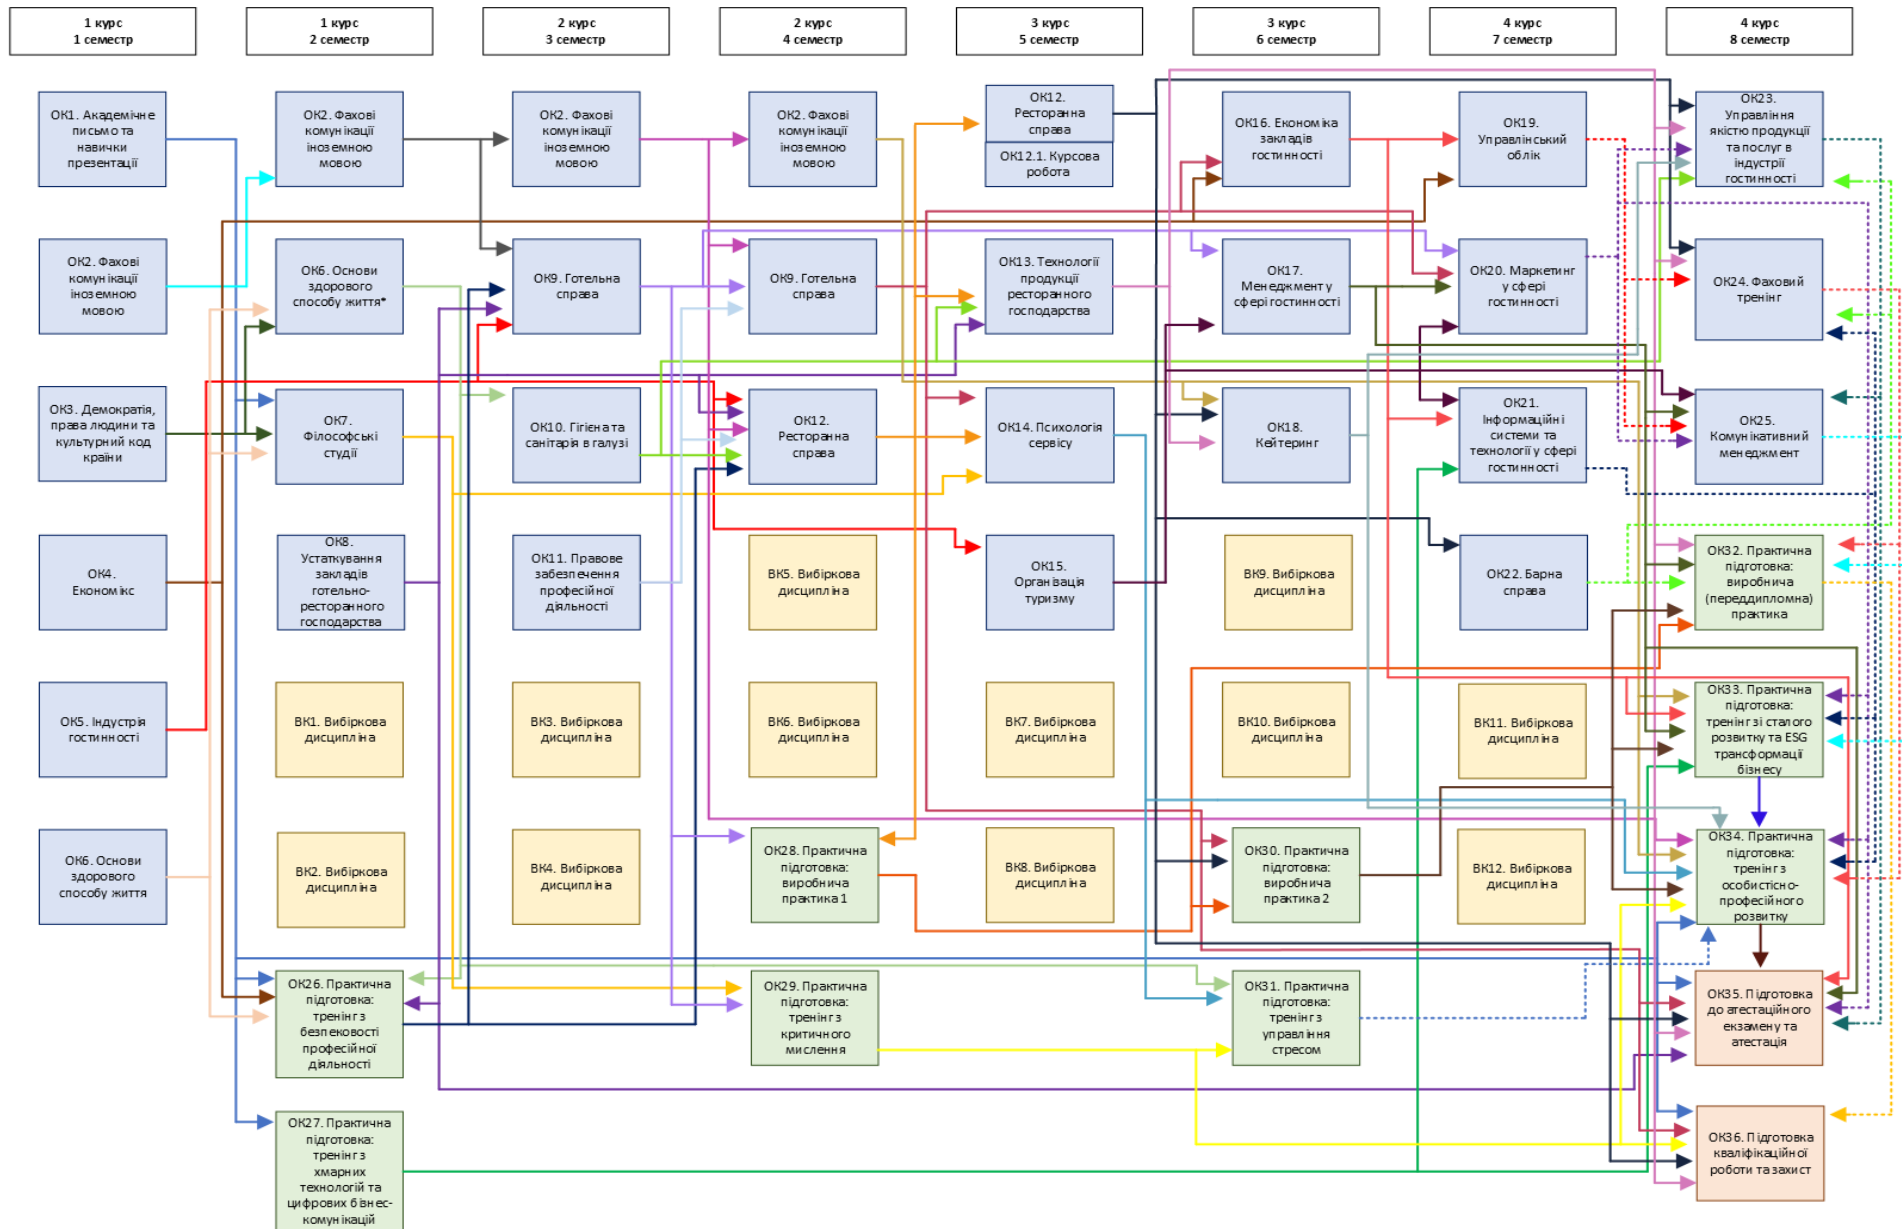 1 курс
1 семестр
1 курс
2 семестр
2 курс
3 семестр
2 курс
4 семестр
3 курс
5 семестр
3 курс
6 семестр
4 курс
7 семестр
4 курс
8 семестр
ОК1. Академічне
письмо та
навички
презентації
ОК2. Фахові
комунікації
іноземною
мовою
ОК3. Демократія,
права людини та
культурний код
країни
ОК4.
Економікс
ОК5. Індустрія
гостинності
ОК6. Основи
здорового
способу життя
ОК2. Фахові
комунікації
іноземною
мовою
ОК6. Основи
здорового
способу життя*
ОК7.
Філософські
студії
ОК8.
Устаткування
закладів
готельно-
ресторанного
господарства
ВК1. Вибіркова
дисципліна
ВК2. Вибіркова
дисципліна
ОК26. Практична
підготовка:
тренінг з
безпековості
професійної
діяльності
ОК27. Практична
підготовка:
тренінг з
хмарних
технологій та
цифрових бізнес-
комунікацій
ОК2. Фахові
комунікації
іноземною
мовою
ОК9. Готельна
справа
ОК10. Гігієна та
санітарія в галузі
ОК11. Правове
забезпечення
професійної
діяльності
ВК3. Вибіркова
дисципліна
ВК4. Вибіркова
дисципліна
ОК2. Фахові
комунікації
іноземною
мовою
ОК9. Готельна
справа
ОК12.
Ресторанна
справа
ВК5. Вибіркова
дисципліна
ВК6. Вибіркова
дисципліна
ОК28. Практична
підготовка:
виробнича
практика 1
ОК29. Практична
підготовка:
тренінг з
критичного
мислення
ОК12.
Ресторанна
справа
ОК12.1. Курсова
робота
ОК13. Технології
продукції
ресторанного
господарства
ОК14. Психологія
сервісу
ОК15.
Організація
туризму
ВК7. Вибіркова
дисципліна
ВК8. Вибіркова
дисципліна
ОК16. Економіка
закладів
гостинності
ОК17.
Менеджмент у
сфері гостинності
ОК18.
Кейтеринг
ВК9. Вибіркова
дисципліна
ВК10. Вибіркова
дисципліна
ОК30. Практична
підготовка:
виробнича
практика 2
ОК31. Практична
підготовка:
тренінг з
управління
стресом
ОК19.
Управлінський
облік
ОК20. Маркетинг
у сфері
гостинності
ОК21.
Інформаційні
системи та
технології у сфері
гостинності
ОК22. Барна
справа
ВК11. Вибіркова
дисципліна
ВК12. Вибіркова
дисципліна
ОК23.
Управління
якістю продукції
та послуг в
індустрії
гостинності
ОК24. Фаховий
тренінг
ОК25.
Комунікативний
менеджмент
ОК32. Практична
підготовка:
виробнича
(переддипломна)
практика
ОК33. Практична
підготовка:
тренінг зі сталого
розвитку та ESG
трансформації
бізнесу
ОК34. Практична
підготовка:
тренінг з
особистісно-
професійного
розвитку
ОК35. Підготовка
до атестаційного
екзамену та
атестація
ОК36. Підготовка
кваліфікаційної
роботи та захист